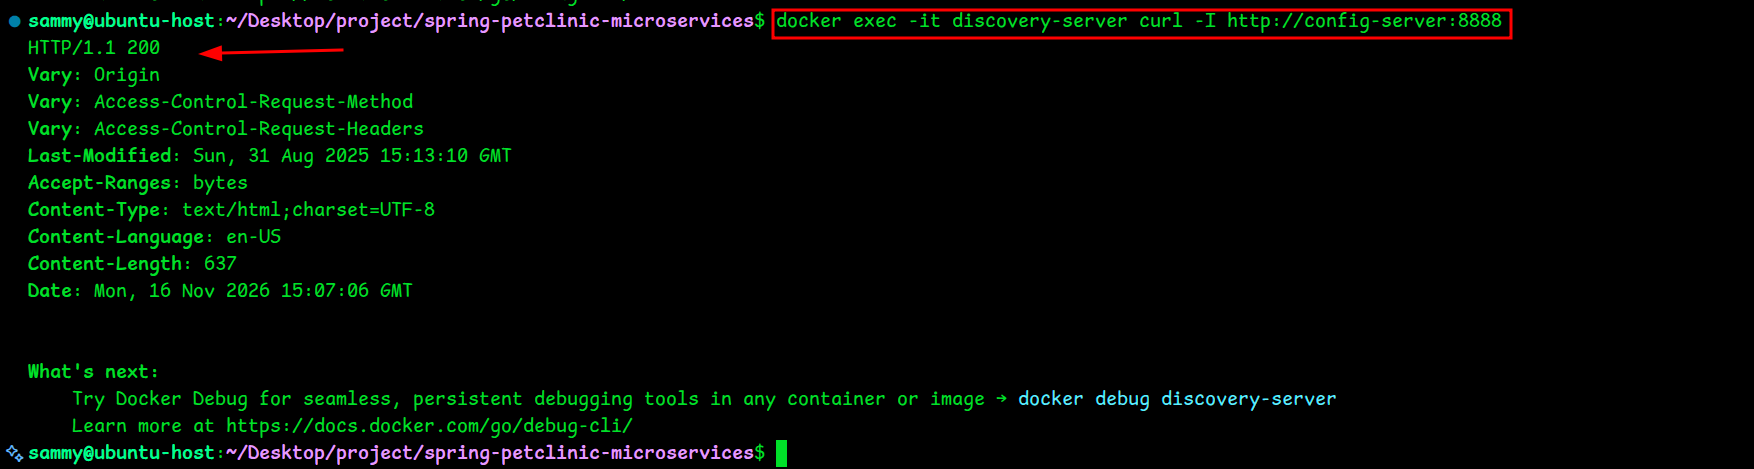 sammy@ubuntu-host:~/Desktop/project/spring-petclinic-microservices$ docker exec -it discovery-server curl -I http://config-server:8888
HTTP/1.1 200
Vary: Origin
Vary: Access-Control-Request-Method
Vary: Access-Control-Request-Headers
Last-Modified: Sun, 31 Aug 2025 15:13:10 GMT
Accept-Ranges: bytes
Content-Type: text/html;charset=UTF-8
Content-Language: en-US
Content-Length: 637
Date: Mon, 16 Nov 2026 15:07:06 GMT
What's next:
Try Docker Debug for seamless, persistent debugging tools in any container or image → docker debug discovery-server
Learn more at https://docs.docker.com/go/debug-cli/
sammy@ubuntu-host:~/Desktop/project/spring-petclinic-microservices$